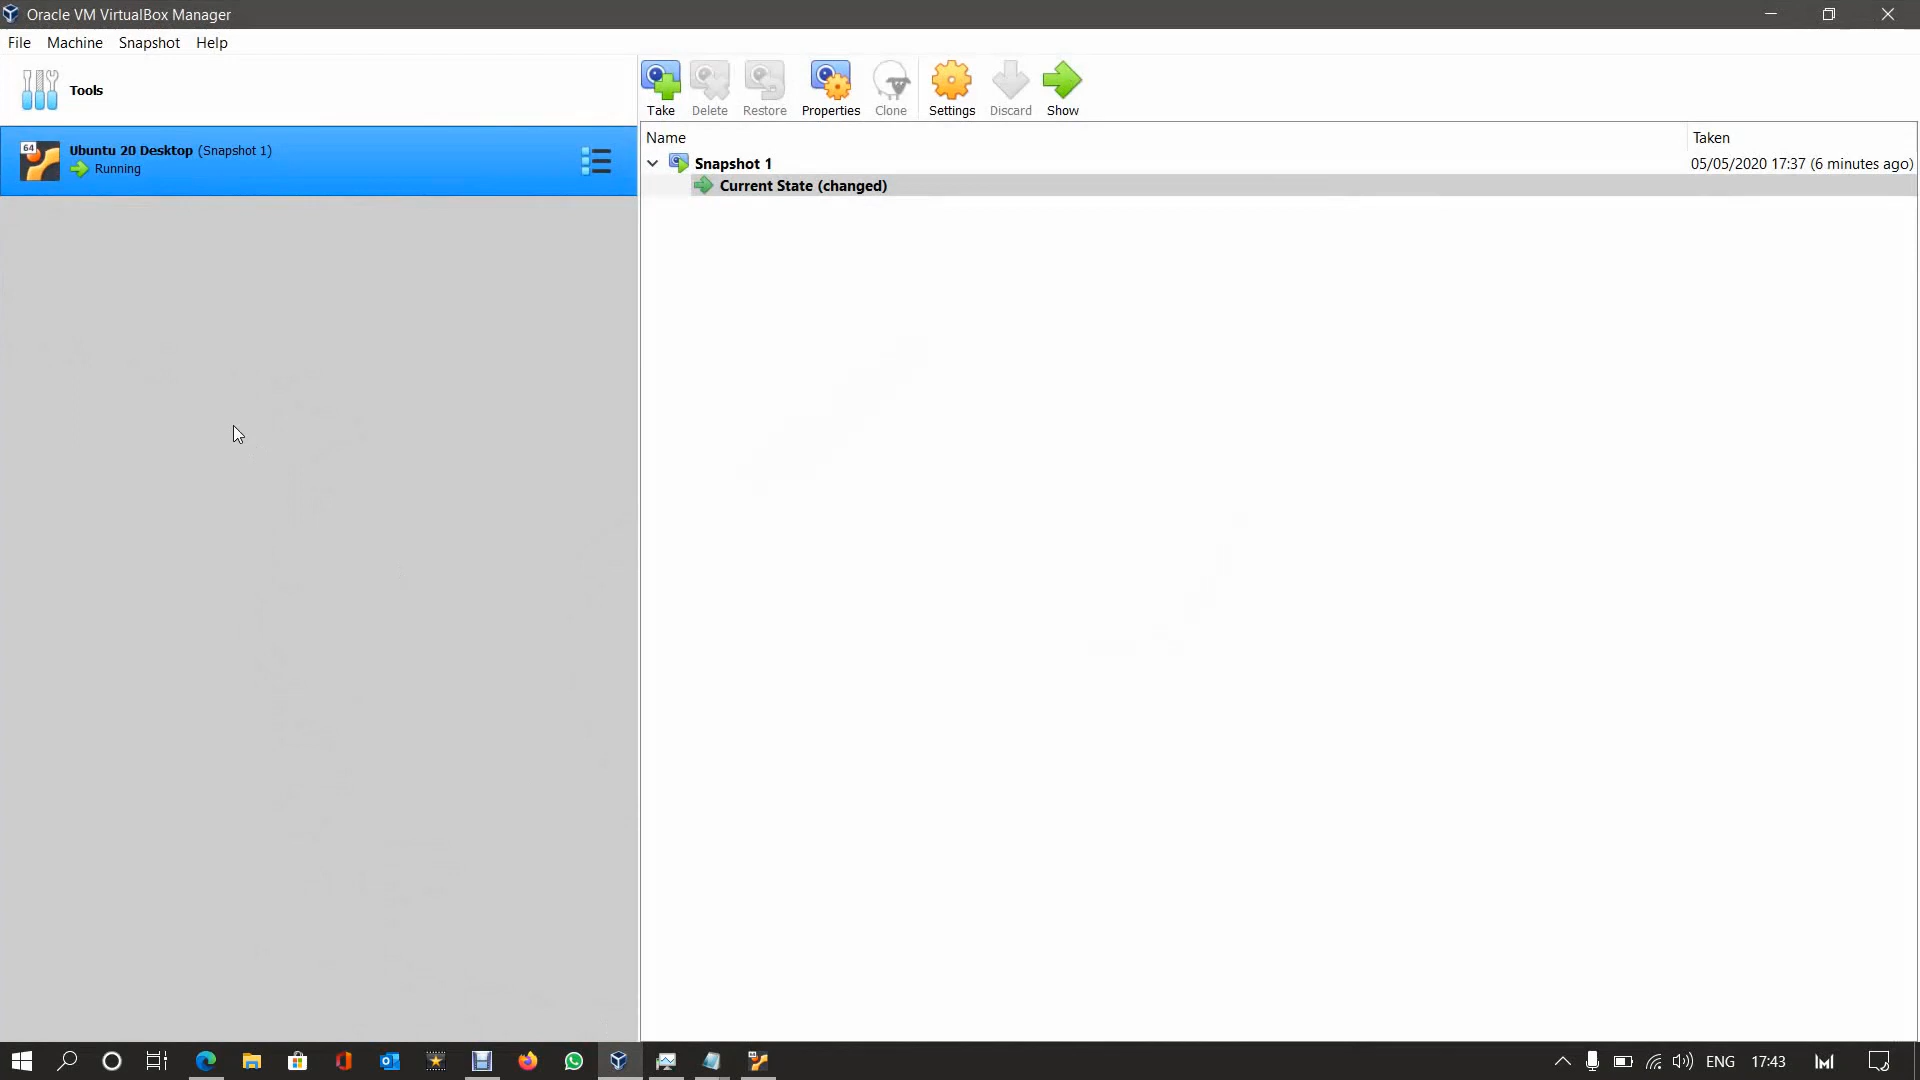 Oracle VM VirtualBox Manager
File Machine Snapshot Help
Tools
Take Delete Restore Properties Clone Settings Discard Show
Name Taken
64
Ubuntu 20 Desktop (Snapshot 1)
Running
Snapshot 1 05/05/2020 17:37 (6 minutes ago)
Current State (changed)
ENG 17:43